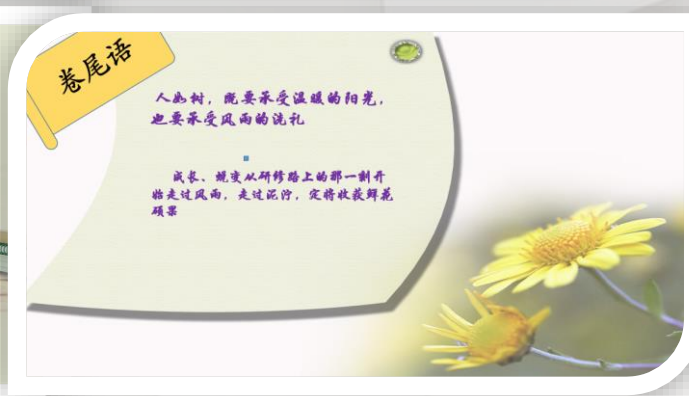 卷尾语
人如树，既要承受温暖的阳光，
也要承受风雨的洗礼
成长、蜕变从研修路上的那一刻开
始走过风雨，走过泥泞，定将收获鲜花
硕果